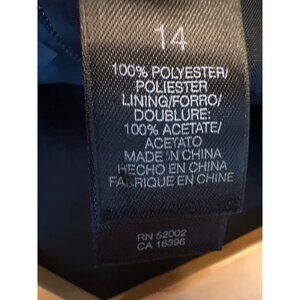 14
100% POLYESTER/
POLIESTER
LINING/FORRO/
DOUBLURE:
100% ACETATE/
ACETATO
MADE IN CHINA
HECHO EN CHINA
FABRIQUE EN CHINE
RN 52002
CA 16396